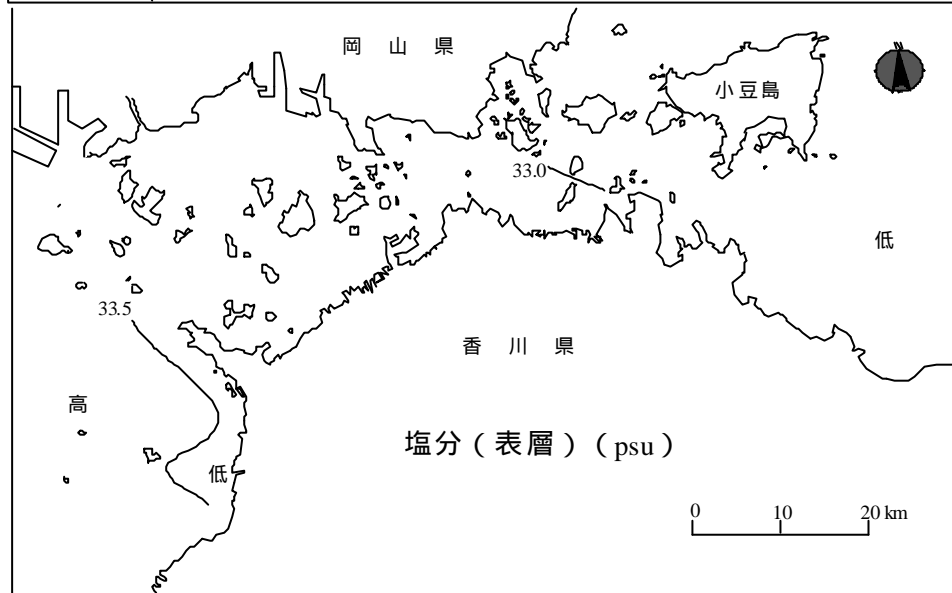 岡 山 県
小豆島
33.0
低
33.5
香 川 県
高
塩分（表層）（psu）
低
0 10 20 km